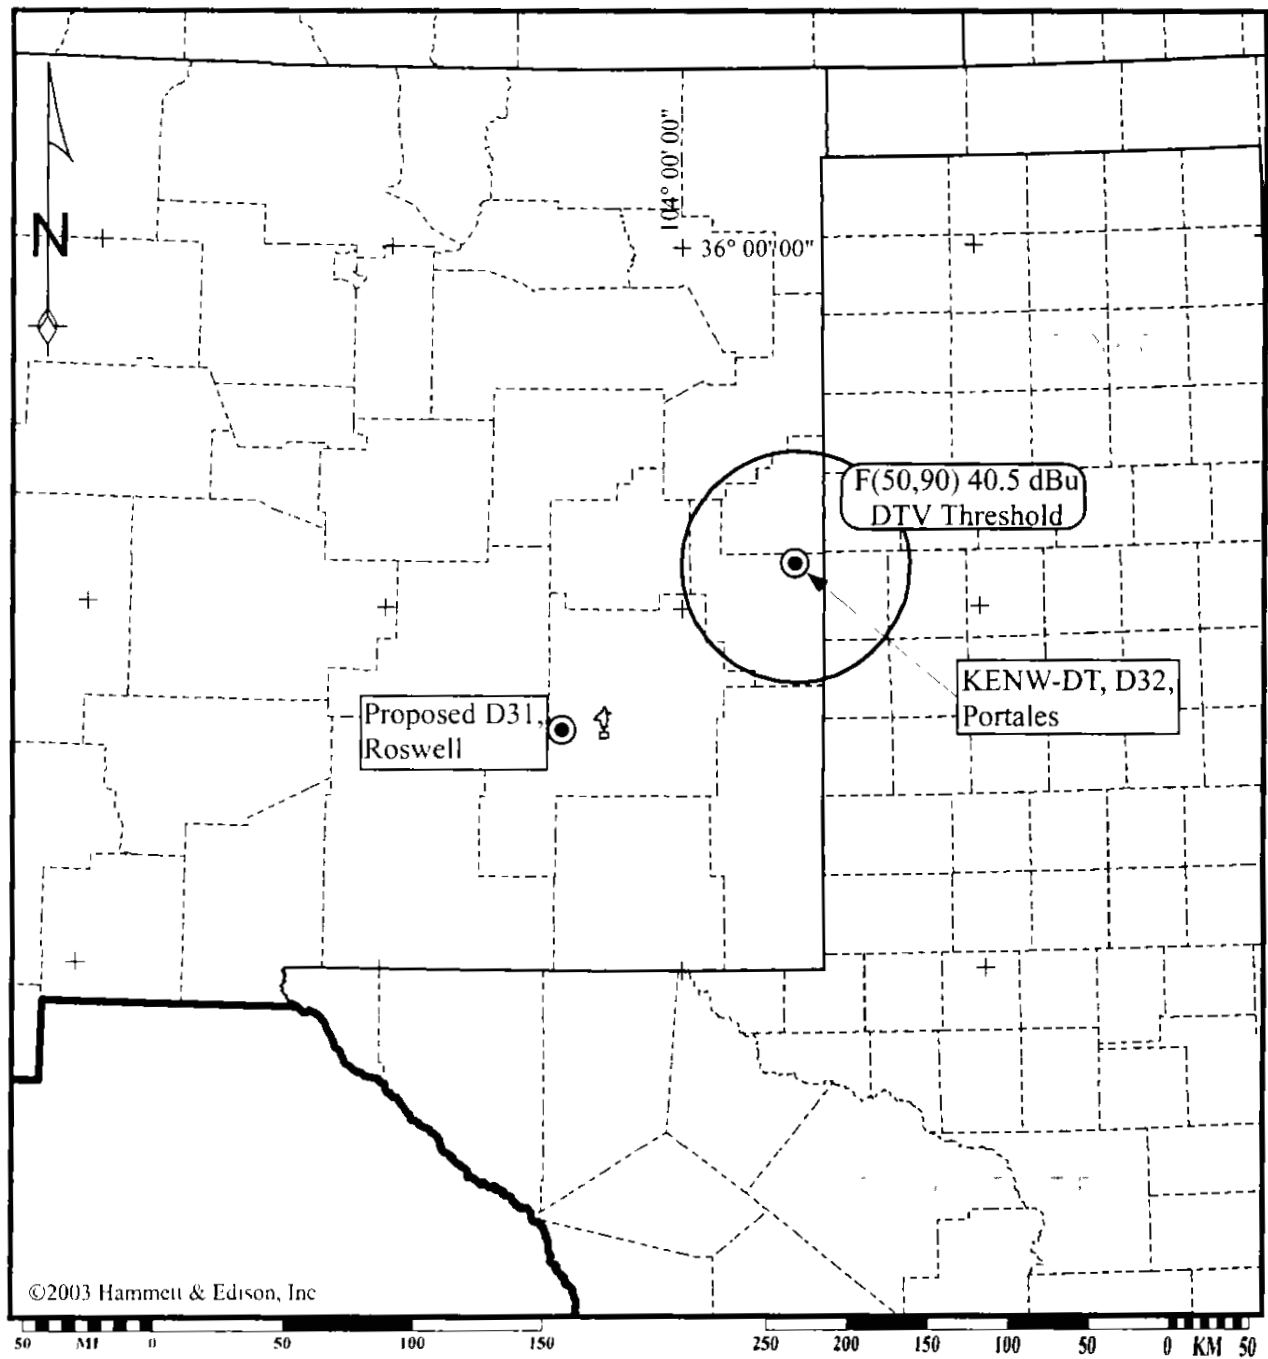 104° 00' 00"
N
36° 00'00"
F(50,90) 40.5 dBu
DTV Threshold
KENW-DT, D32,
Portales
Proposed D31,
Roswell
©2003 Hammett & Edison, Inc
50 MI 0 50 100 150 250 200 150 100 50 0 KM 50